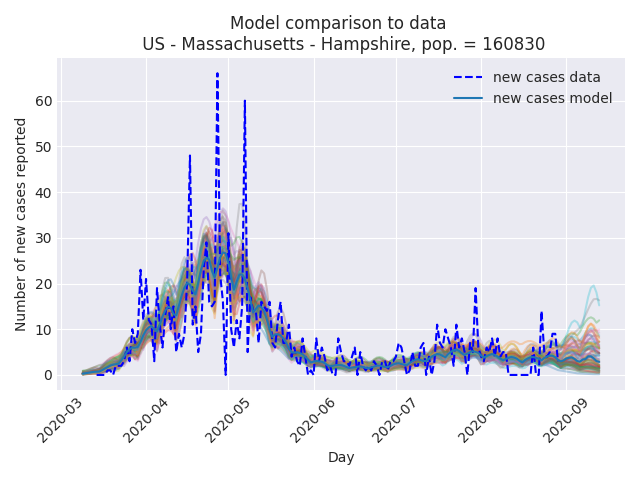 Model comparison to data
US - Massachusetts - Hampshire, pop. = 160830
new cases data
new cases model
Number of new cases reported
60
50
40
30
20
10
0
2020-03
2020-04
2020-05
2020-06
2020-07
2020-08
2020-09
Day